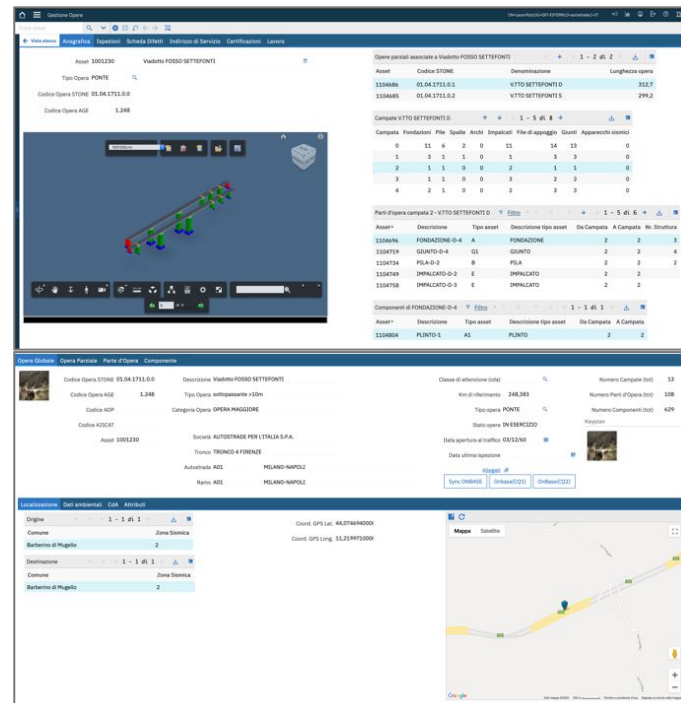 Gestione Opere
Vista elenco Anagrafica Ispezioni Scheda Difetti Indirizzo di Servizio Certificazioni Lavoro
Asset 1001230 Viadotto FOSSO SETTEFONTI
Tipo Opera PONTE
Codice Opera STONE 01.04.1711.0.0
Codice Opera AGE 1.248
Opere parziali associate a Viadotto FOSSO SETTEFONTI 1 - 2 di 2
Asset Codice STONE Denominazione Lunghezza opera
1104686 01.04.1711.0.1 V.TTO SETTEFONTI D 312,7
1104685 01.04.1711.0.2 V.TTO SETTEFONTI S 299,2
Campate V.TTO SETTEFONTI D 1 - 5 di 8
Campata Fondazioni Pile Spalle Archi Impalcati File di appoggio Giunti Apparecchi sismici
0 11 6 2 0 11 14 13 0
1 3 1 1 0 1 3 3 0
2 1 1 0 0 2 1 1 0
3 1 1 0 0 3 2 2 0
4 2 1 0 0 2 3 3 0
Parti d'opera campata 2 - V.TTO SETTEFONTI D Filtro 1 - 5 di 6
Asset Descrizione Tipo asset Descrizione tipo asset Da Campata A Campata Nr. Struttura
1104696 FONDAZIONE-D-4 A FONDAZIONE 2 2 3
1104719 GIUNTO-D-4 G1 GIUNTO 2 2 4
1104734 PILA-D-2 B PILA 2 2 2
1104749 IMPALCATO-D-2 E IMPALCATO 2 2
1104758 IMPALCATO-D-3 E IMPALCATO 2 2
Componenti di FONDAZIONE-D-4 Filtro 1 - 1 di 1
Asset Descrizione Tipo asset Descrizione tipo asset Da Campata A Campata
1104804 PLINTO-1 A1 PLINTO 2 2
Opera Globale Opera Parziale Parte d'Opera Componente
Codice Opera STONE 01.04.1711.0.0
Codice Opera AGE 1.248
Codice AOP
Codice AISCAT
Asset 1001230
Descrizione Viadotto FOSSO SETTEFONTI
Tipo Opera sottopassante >10m
Categoria Opera OPERA MAGGIORE
Società AUTOSTRADE PER L'ITALIA S.P.A.
Tronco TRONCO 4 FIRENZE
Autostrada A01 MILANO-NAPOLI
Ramo A01 MILANO-NAPOLI
Classe di attenzione (cda)
Km di riferimento 248,383
Tipo opera PONTE
Stato opera IN ESERCIZIO
Data apertura al traffico 03/12/60
Data ultima ispezione
Allegati
Sync ONBASE Onbase(CQ1) Onbase(CQ2)
Numero Campate (tot) 13
Numero Parti d'Opera (tot) 108
Numero Componenti (tot) 629
Keyplan
Localizzazione Dati ambientali CdA Attributi
Origine 1 - 1 di 1
Comune Zona Sismica
Barberino di Mugello 2
Destinazione 1 - 1 di 1
Comune Zona Sismica
Barberino di Mugello 2
Coord. GPS Lat. 44,074694000
Coord. GPS Long. 11,219971000
Mappa Satellite
Google